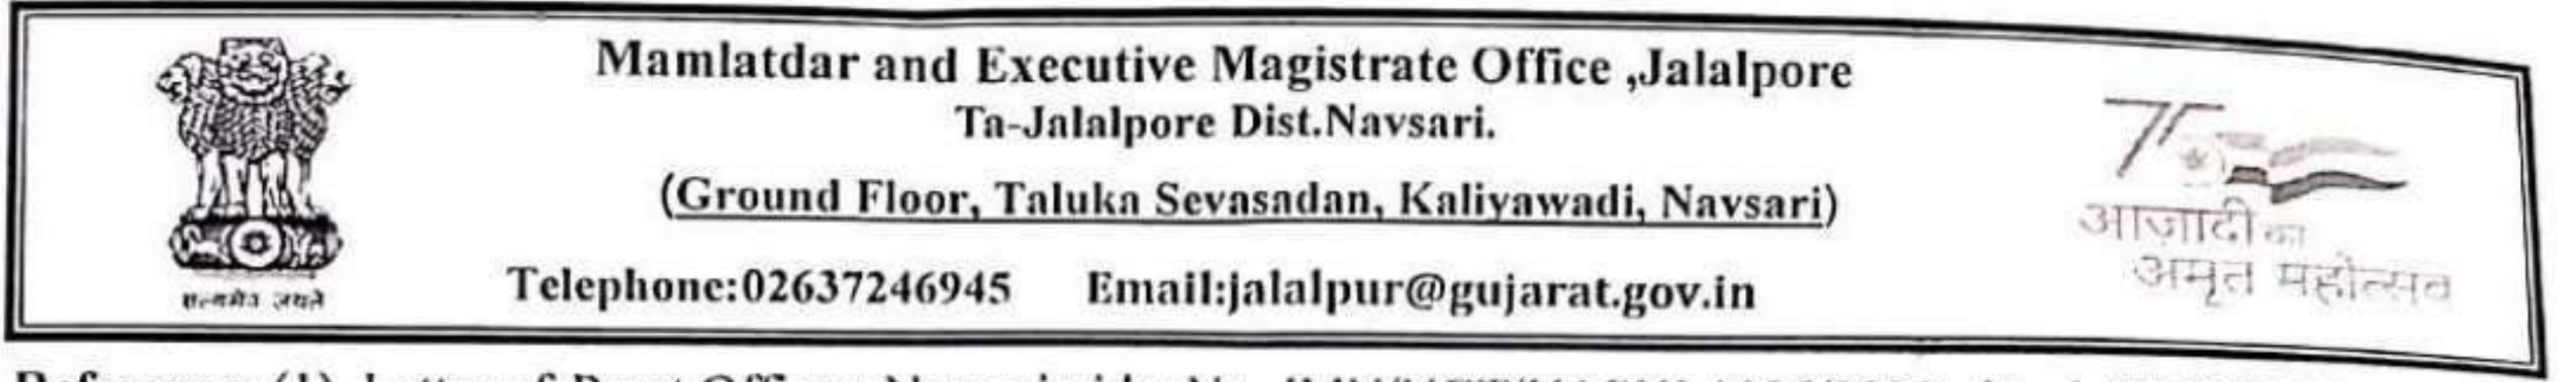 Mamlatdar and Executive Magistrate Office ,Jalalpore
Ta-Jalalpore Dist.Navsari.
(Ground Floor, Taluka Sevasadan, Kaliyawadi, Navsari)
Telephone:02637246945 Email:jalalpur@gujarat.gov.in
सत्यमेव जयते
आज़ादी का
अमृत महोत्सव